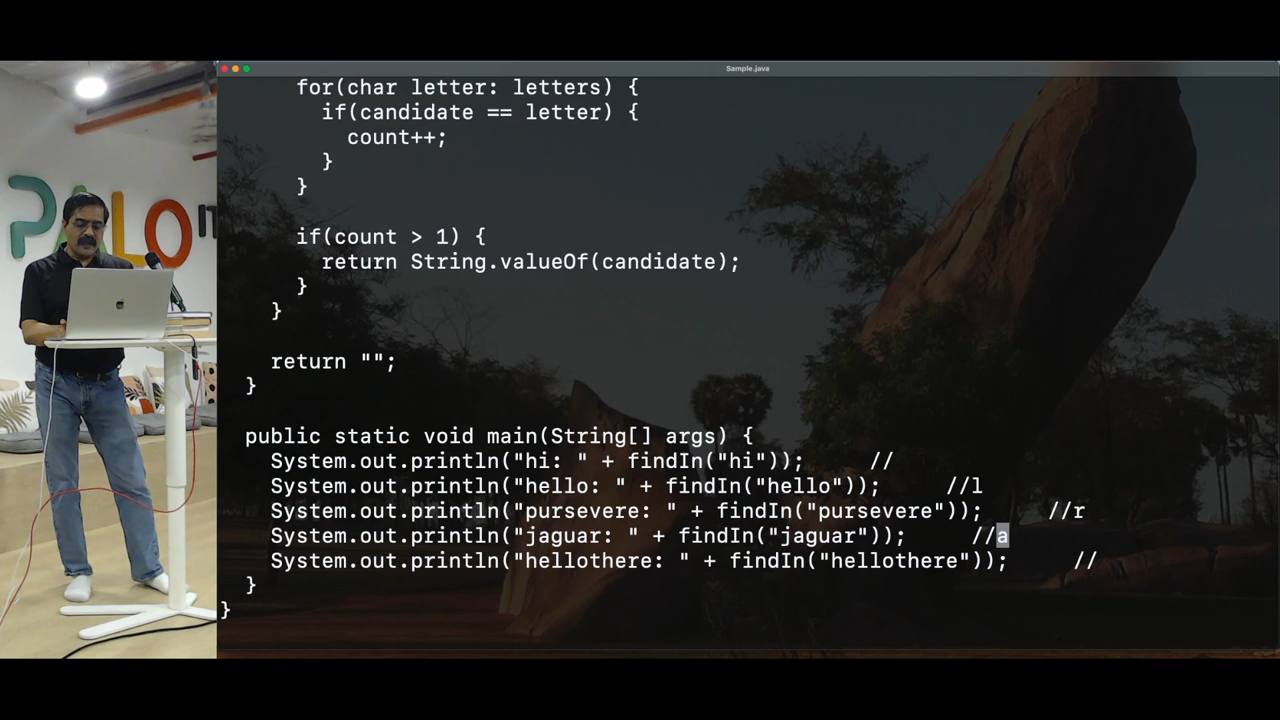 PALO IT
Sample.java
for(char letter: letters) {
if(candidate == letter) {
count++;
}
}
if(count > 1) {
return String.valueOf(candidate);
}
}
return "";
}
public static void main(String[] args) {
System.out.println("hi: " + findIn("hi")); //
System.out.println("hello: " + findIn("hello")); //l
System.out.println("pursevere: " + findIn("pursevere")); //r
System.out.println("jaguar: " + findIn("jaguar")); //a
System.out.println("hellothere: " + findIn("hellothere")); //
}
}